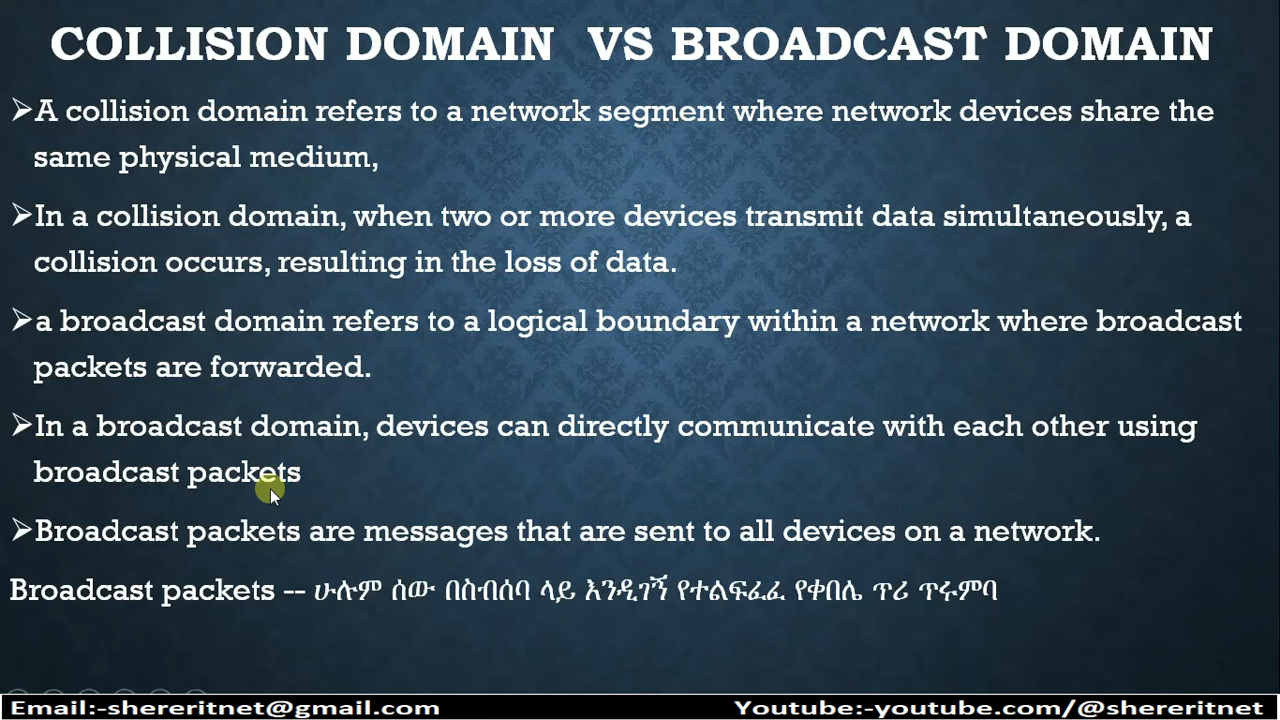 COLLISION DOMAIN VS BROADCAST DOMAIN
➢A collision domain refers to a network segment where network devices share the
same physical medium,
➢In a collision domain, when two or more devices transmit data simultaneously, a
collision occurs, resulting in the loss of data.
➢a broadcast domain refers to a logical boundary within a network where broadcast
packets are forwarded.
➢In a broadcast domain, devices can directly communicate with each other using
broadcast packets
➢Broadcast packets are messages that are sent to all devices on a network.
Broadcast packets -- ሁሉም ሰው በስብሰባ ላይ እንዲገኝ የተልፍፈፈ የቀበሌ ጥሪ ጥሩምባ
Email:-shereritnet@gmail.com
Youtube:-youtube.com/@shereritnet